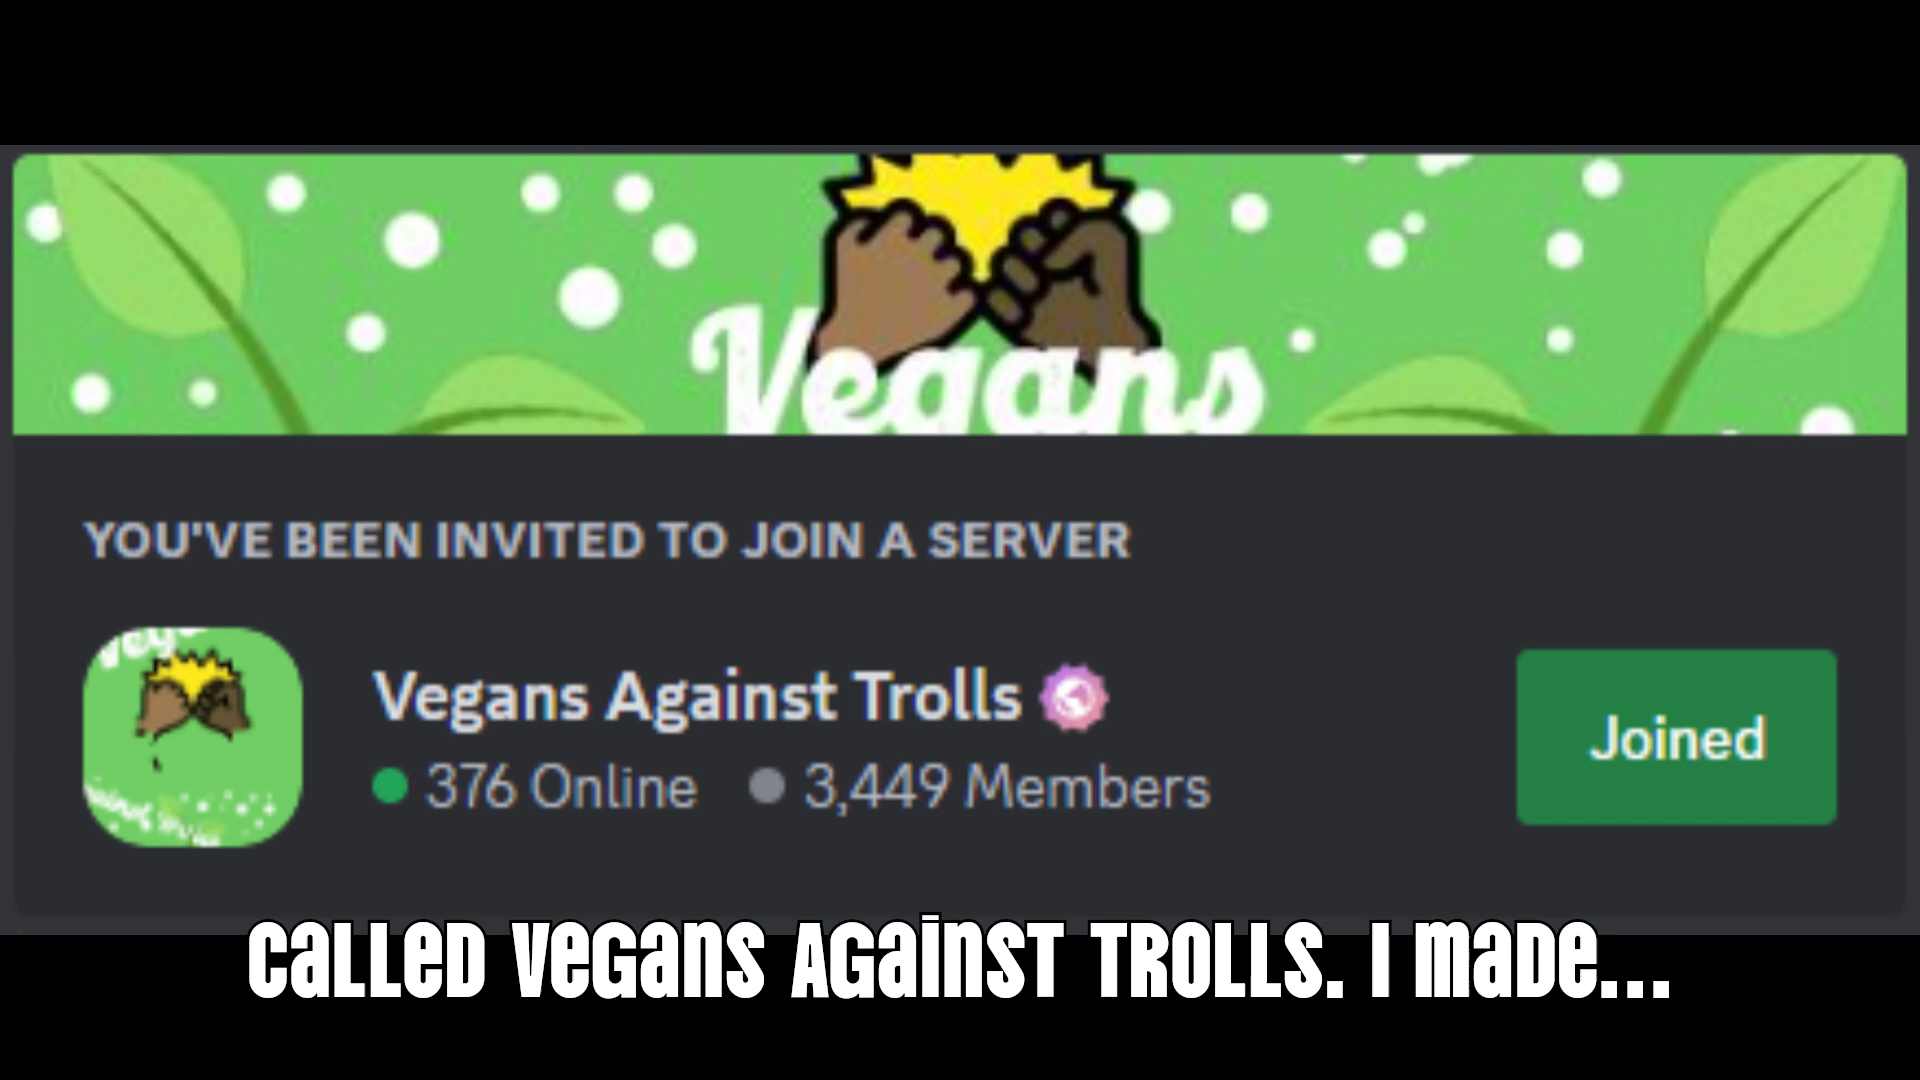 Vegans
YOU'VE BEEN INVITED TO JOIN A SERVER
Vegans Against Trolls
376 Online 3,449 Members
Joined
CALLED VEGANS AGAINST TROLLS. I MADE...